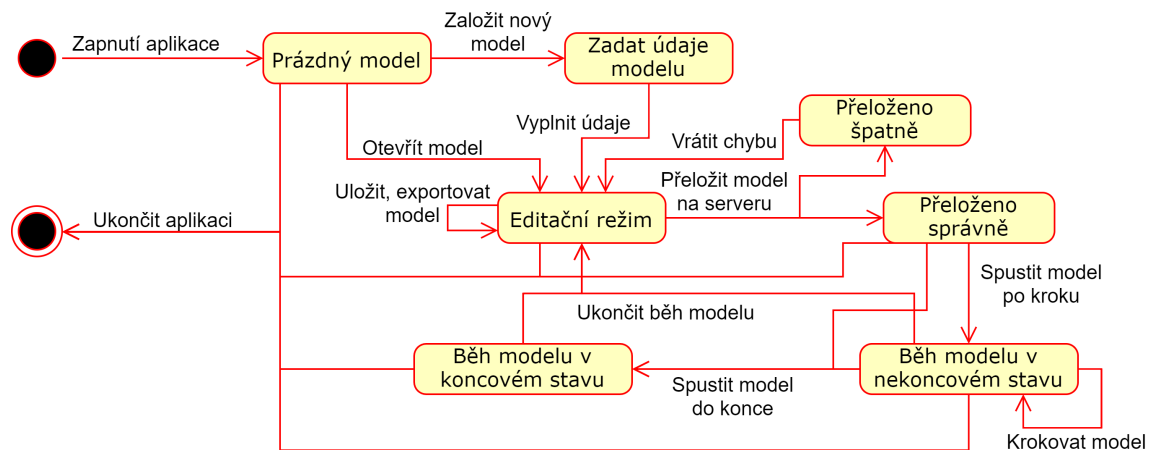 Zapnutí aplikace
Prázdný model
Založit nový
model
Zadat údaje
modelu
Vyplnit údaje
Otevřít model
Přeloženo
špatně
Vrátit chybu
Uložit, exportovat
model
Editační režim
Přeložit model
na serveru
Přeloženo
správně
Ukončit aplikaci
Spustit model
po kroku
Ukončit běh modelu
Běh modelu v
koncovém stavu
Spustit model
do konce
Běh modelu v
nekoncovém stavu
Krokovat model